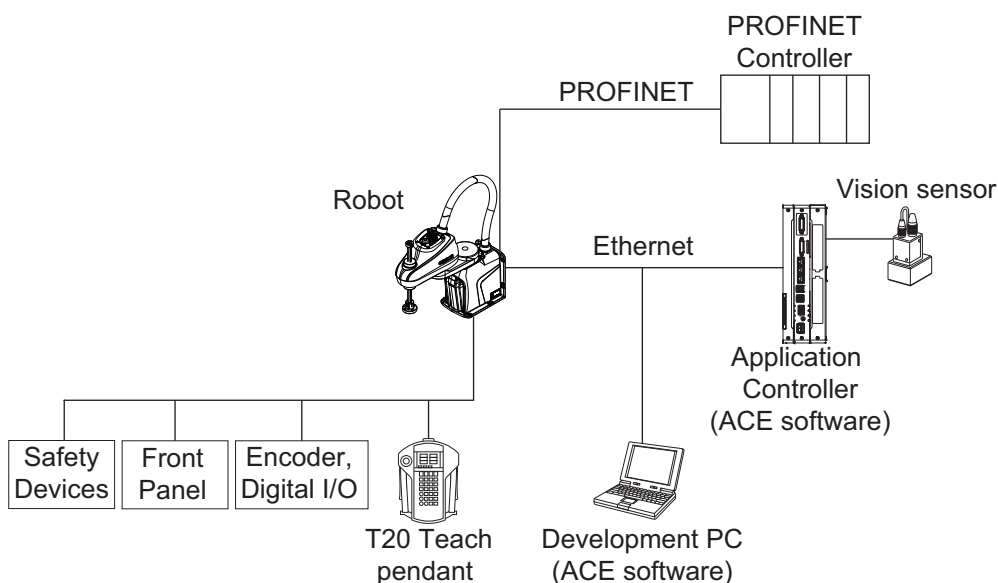 PROFINET
Controller
PROFINET
Robot
Vision sensor
Ethernet
Application
Controller
(ACE software)
Safety
Devices
Front
Panel
Encoder,
Digital I/O
T20 Teach
pendant
Development PC
(ACE software)